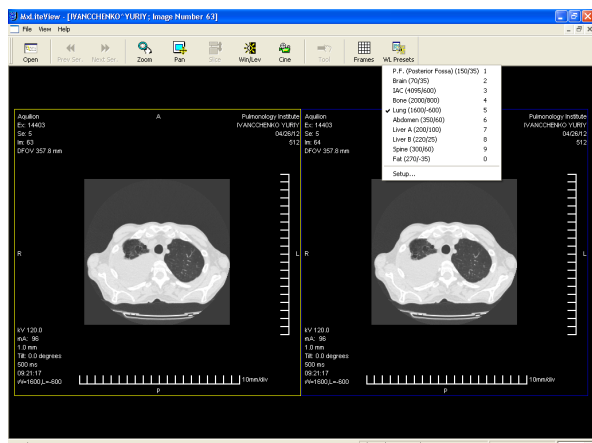 MxLiteView - [IVANCCHENKO^YURIY; Image Number 63]
File View Help
Open Prev Ser. Next Ser. Zoom Pan Slice Win/Lev Cine Tool Frames WL Presets
P.F. (Posterior Fossa) (150/35) 1
Brain (70/35) 2
IAC (4095/600) 3
Bone (2000/800) 4
Lung (1600/-600) 5
Abdomen (350/60) 6
Liver A (200/100) 7
Liver B (220/25) 8
Spine (300/60) 9
Fat (270/-35) 0
Setup...
Aquilion
Ex: 14403
Se: 5
Im: 63
DFOV 357.8 mm
A
Pulmonology Institute
IVANCCHENKO YURIY
04/26/12
512
R
L
kV 120.0
mA: 96
1.0 mm
Tilt: 0.0 degrees
500 ms
09:21:17
W=1600,L=-600
10mm/div
P
Aquilion
Ex: 14403
Se: 5
Im: 64
DFOV 357.8 mm
Pulmonology Institute
IVANCCHENKO YURIY
04/26/12
512
R
L
kV 120.0
mA: 96
1.0 mm
Tilt: 0.0 degrees
500 ms
09:21:17
W=1600,L=-600
10mm/div
P